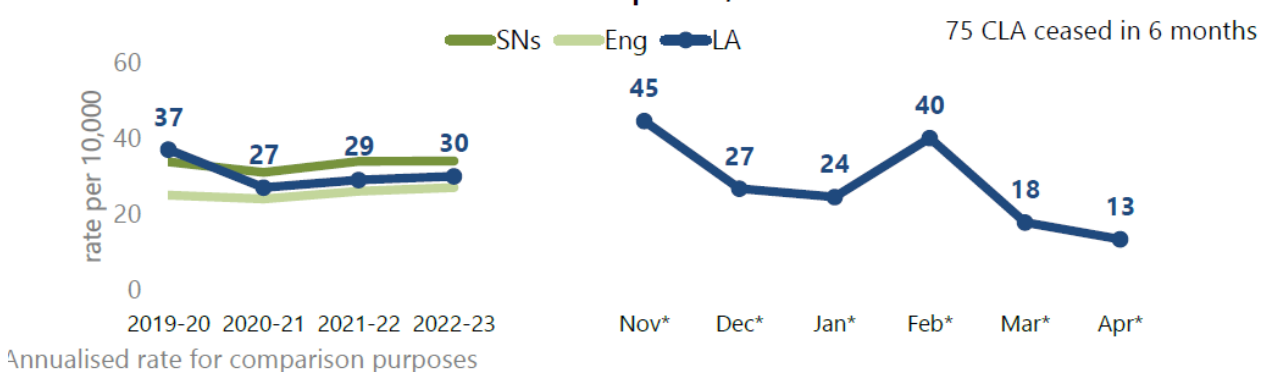 SNs Eng LA
75 CLA ceased in 6 months
rate per 10,000
60
40
20
0
37
27
29
30
45
27
24
40
18
13
2019-20 2020-21 2021-22 2022-23
Nov* Dec* Jan* Feb* Mar* Apr*
Annualised rate for comparison purposes